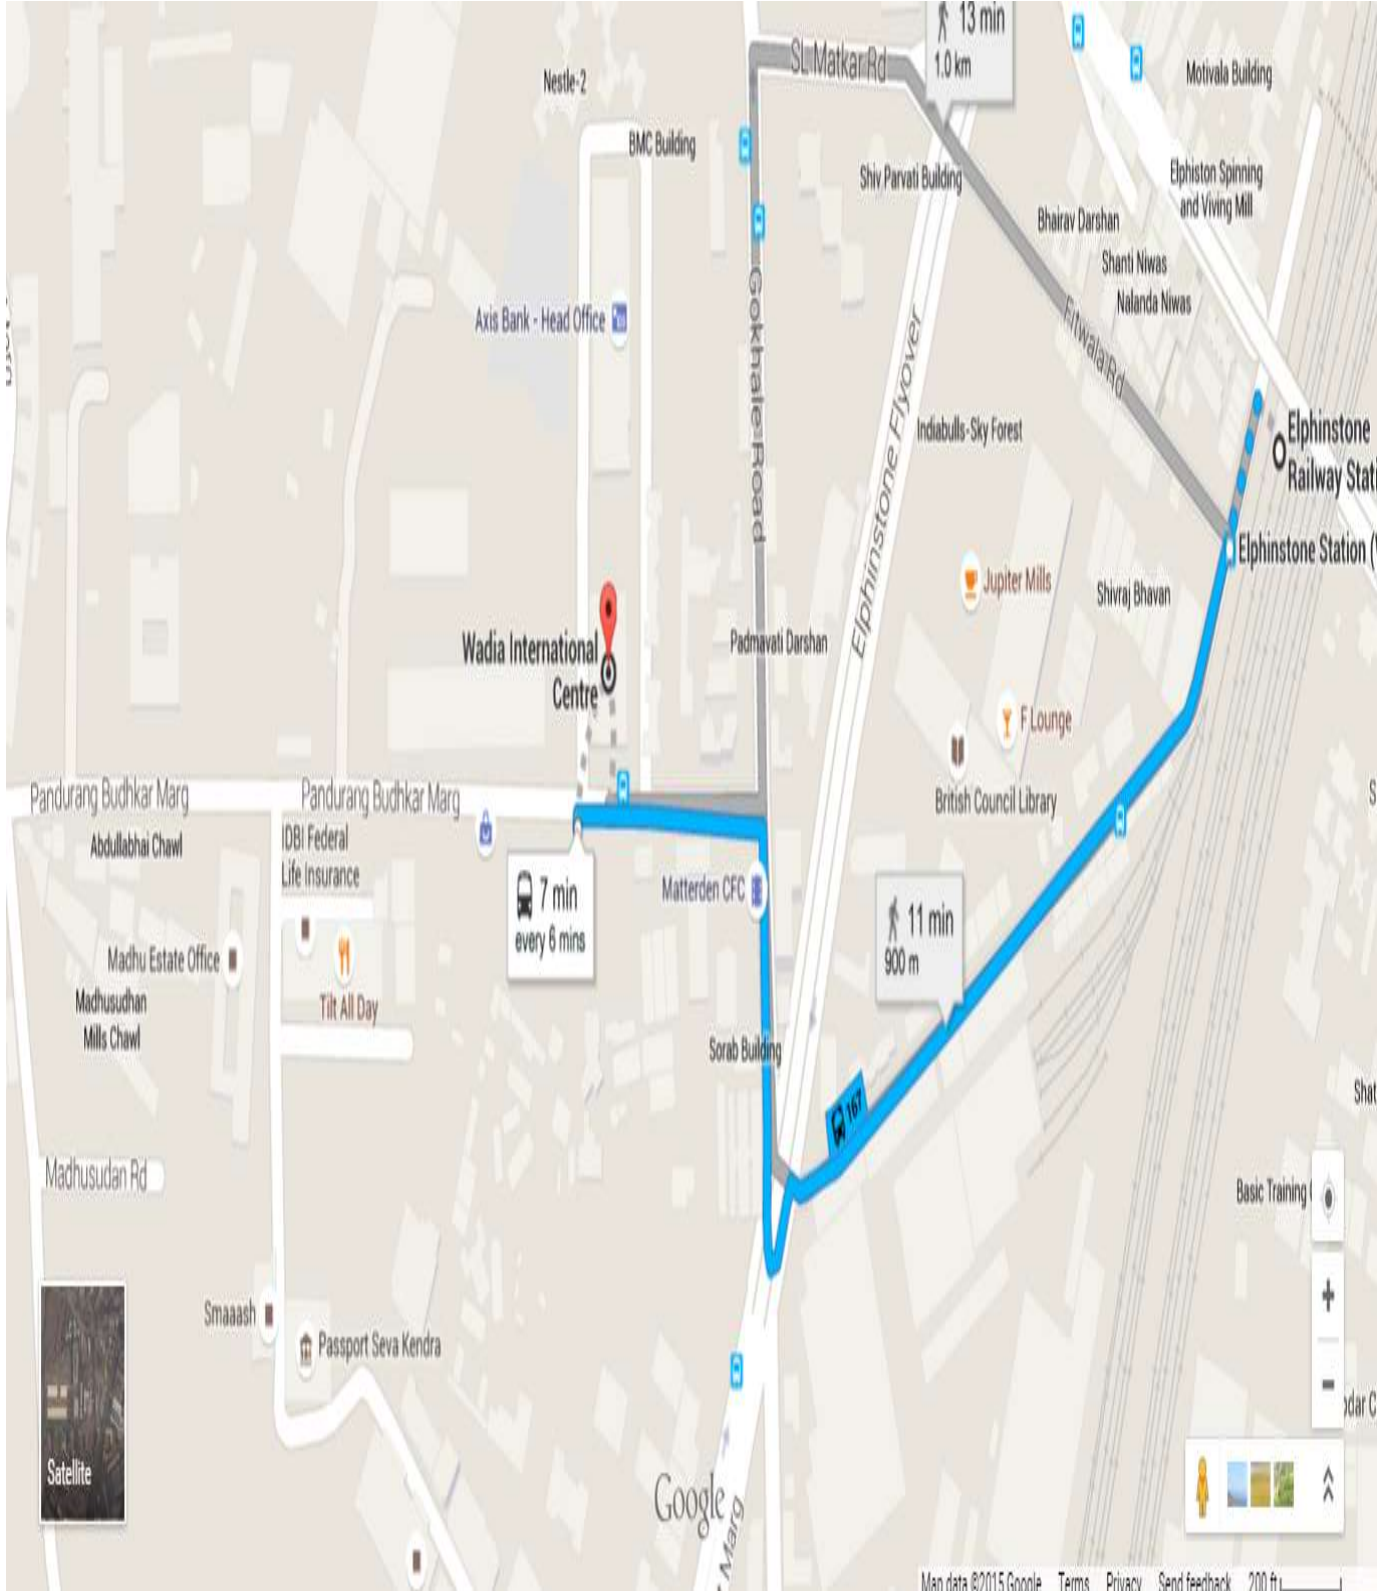 13 min
1.0 km
SL Matkar Rd
Nestle-2
Motivala Building
BMC Building
Shiv Parvati Building
Elphiston Spinning
and Viving Mill
Bhairav Darshan
Shanti Niwas
Nalanda Niwas
Axis Bank - Head Office
Gokhale Road
Fitwala Rd
Elphinstone Flyover
Indiabulls-Sky Forest
Elphinstone
Railway Stati
Elphinstone Station (
Jupiter Mills
Shivraj Bhavan
Wadia International
Centre
Padmavati Darshan
F Lounge
British Council Library
Pandurang Budhkar Marg
Pandurang Budhkar Marg
Abdullabhai Chawl
IDBI Federal
Life Insurance
7 min
every 6 mins
Matterden CFC
11 min
900 m
Madhu Estate Office
Madhusudhan
Mills Chawl
Tilt All Day
Sorab Building
167
Shat
Madhusudan Rd
Basic Training
Smaaash
Passport Seva Kendra
odar C
Satellite
Google
Marg
Map data ©2015 Google Terms Privacy Send feedback 200 ft